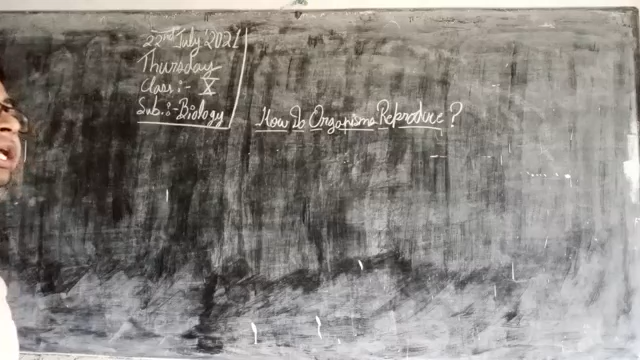 22nd July 2021
Thursday
Class :- X
Sub. :- Biology
How Do Organisms Reproduce ?